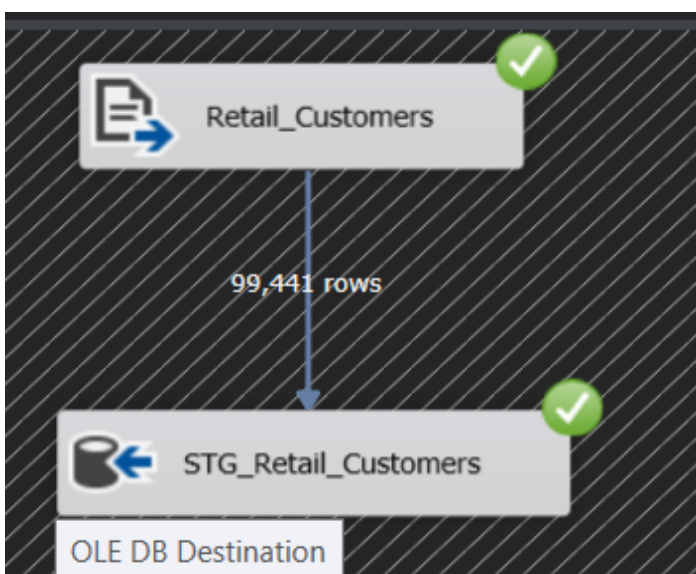 Retail_Customers
99,441 rows
STG_Retail_Customers
OLE DB Destination